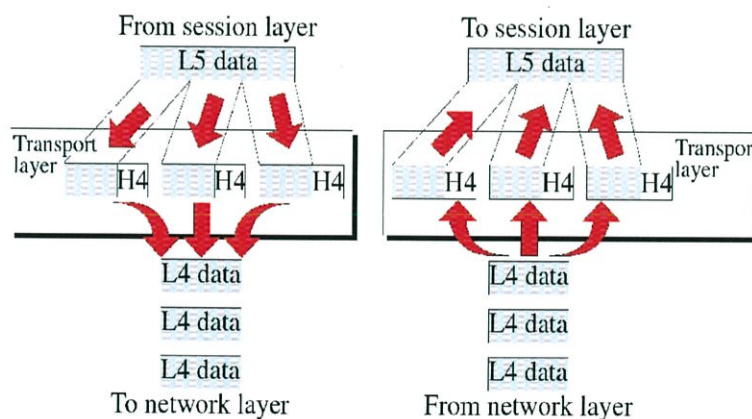 From session layer
L5 data
Transport
layer
H4 H4 H4
L4 data
L4 data
L4 data
To network layer
To session layer
L5 data
Transport
layer
H4 H4 H4
L4 data
L4 data
L4 data
From network layer